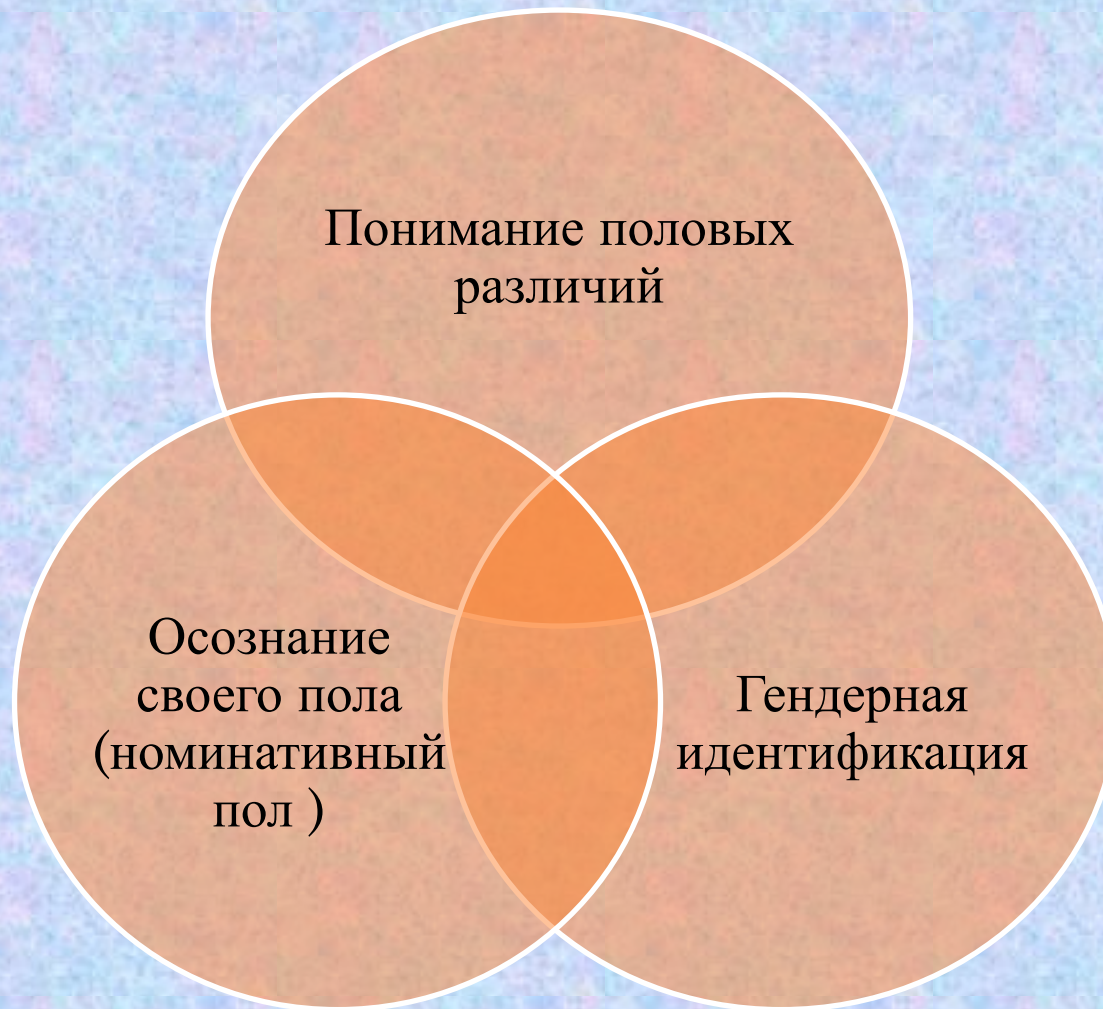 Понимание половых
различий
Осознание
своего пола
(номинативный
пол )
Гендерная
идентификация